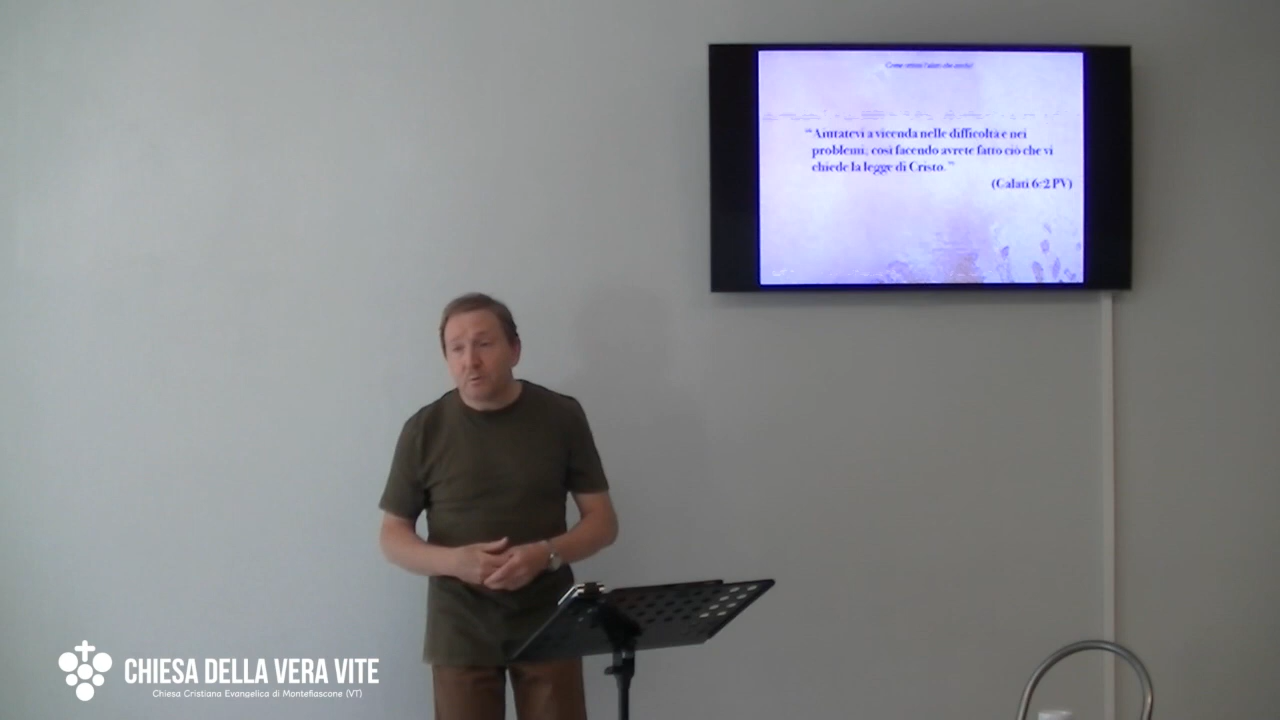 “Aiutatevi a vicenda nelle difficoltà e nei
problemi, così facendo avrete fatto ciò che vi
chiede la legge di Cristo.”
(Galati 6:2 PV)
CHIESA DELLA VERA VITE
Chiesa Cristiana Evangelica di Montefiascone (VT)